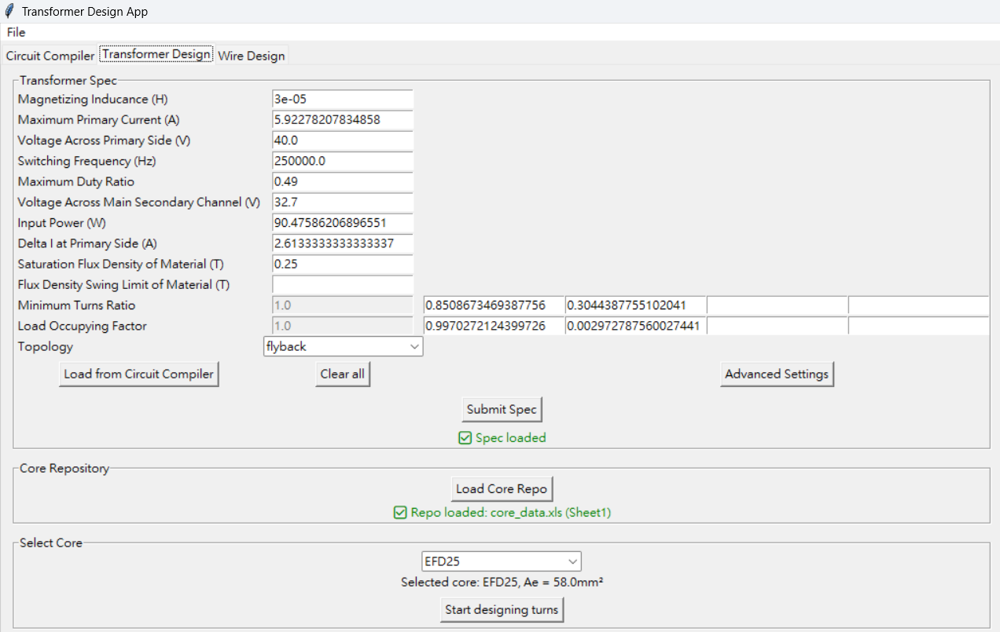 Transformer Design App
File
Circuit Compiler Transformer Design Wire Design
Transformer Spec
Magnetizing Inducance (H) 3e-05
Maximum Primary Current (A) 5.92278207834858
Voltage Across Primary Side (V) 40.0
Switching Frequency (Hz) 250000.0
Maximum Duty Ratio 0.49
Voltage Across Main Secondary Channel (V) 32.7
Input Power (W) 90.47586206896551
Delta I at Primary Side (A) 2.6133333333333337
Saturation Flux Density of Material (T) 0.25
Flux Density Swing Limit of Material (T)
Minimum Turns Ratio 1.0 0.8508673469387756 0.3044387755102041
Load Occupying Factor 1.0 0.9970272124399726 0.002972787560027441
Topology flyback
Load from Circuit Compiler Clear all Advanced Settings
Submit Spec
Spec loaded
Core Repository
Load Core Repo
Repo loaded: core_data.xls (Sheet1)
Select Core
EFD25
Selected core: EFD25, Ae = 58.0mm²
Start designing turns